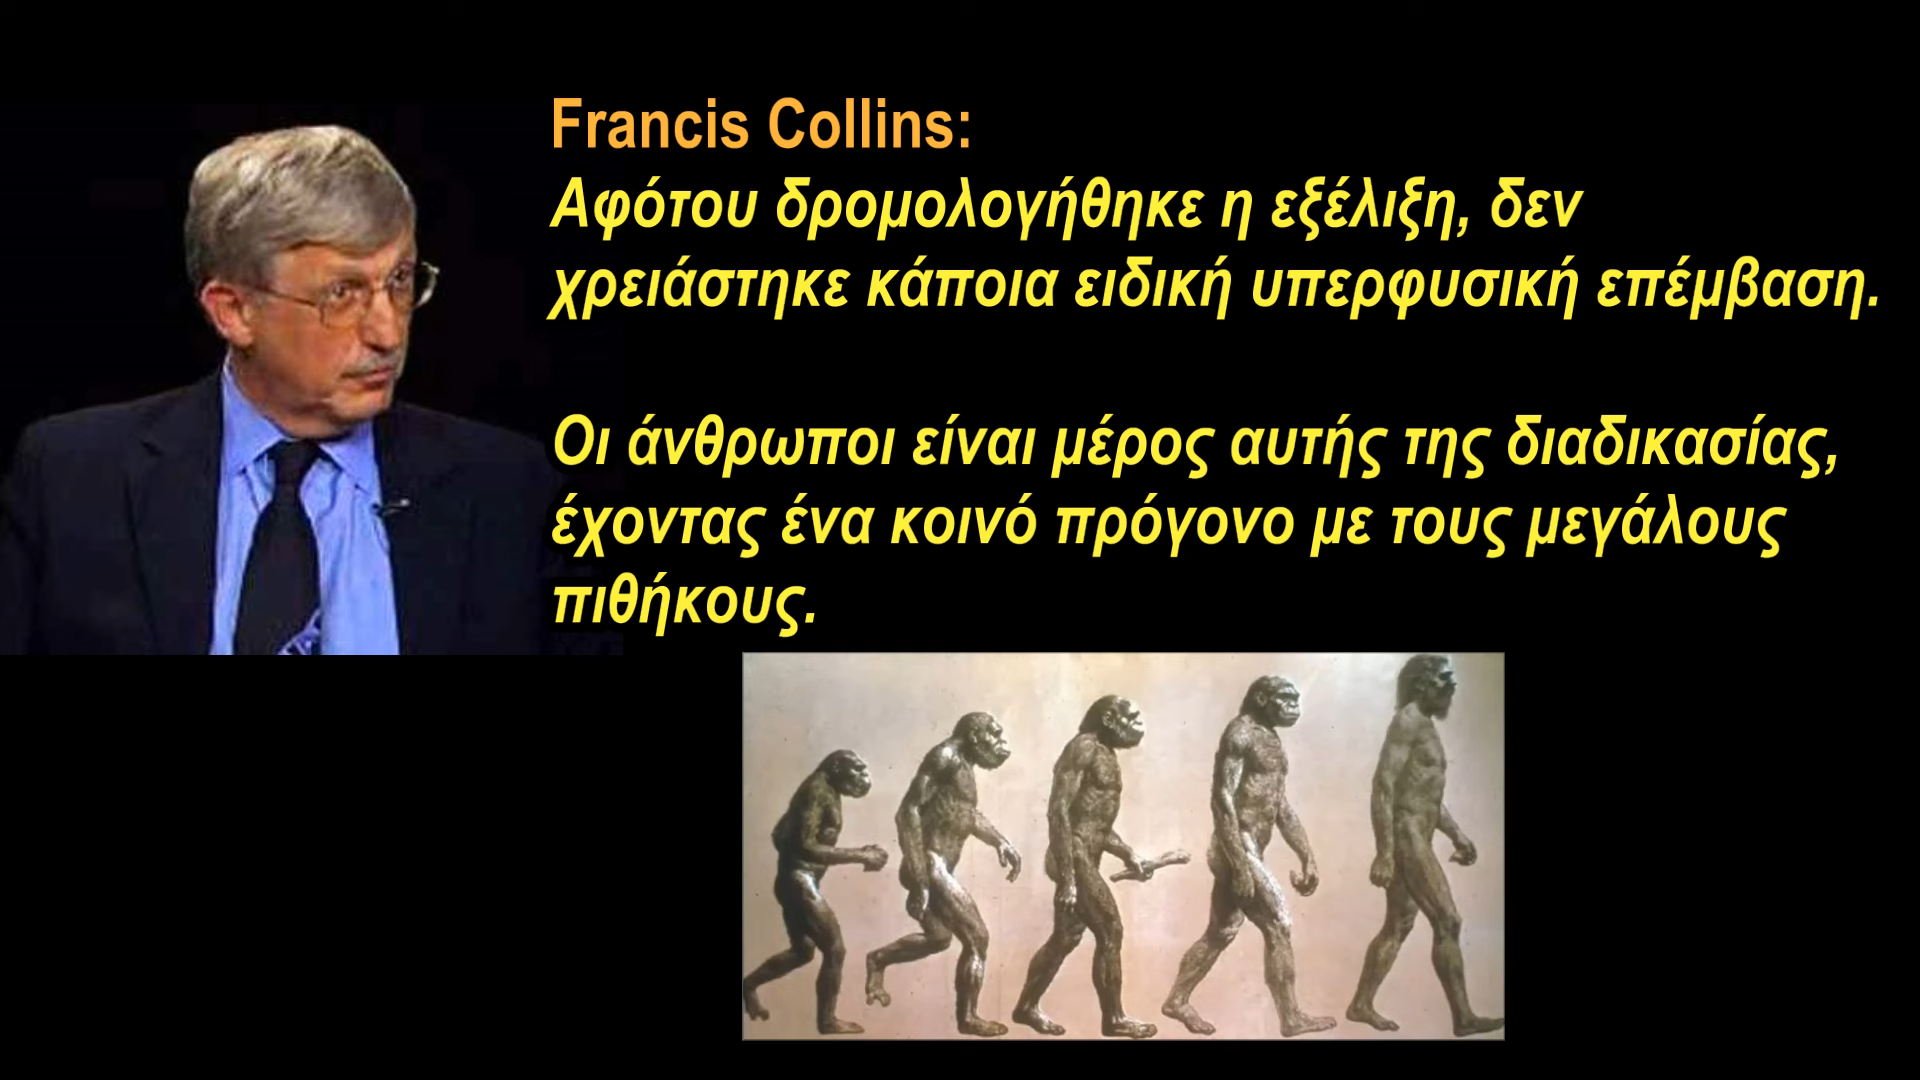 Francis Collins:
Αφότου δρομολογήθηκε η εξέλιξη, δεν
χρειάστηκε κάποια ειδική υπερφυσική επέμβαση.
Οι άνθρωποι είναι μέρος αυτής της διαδικασίας,
έχοντας ένα κοινό πρόγονο με τους μεγάλους
πιθήκους.